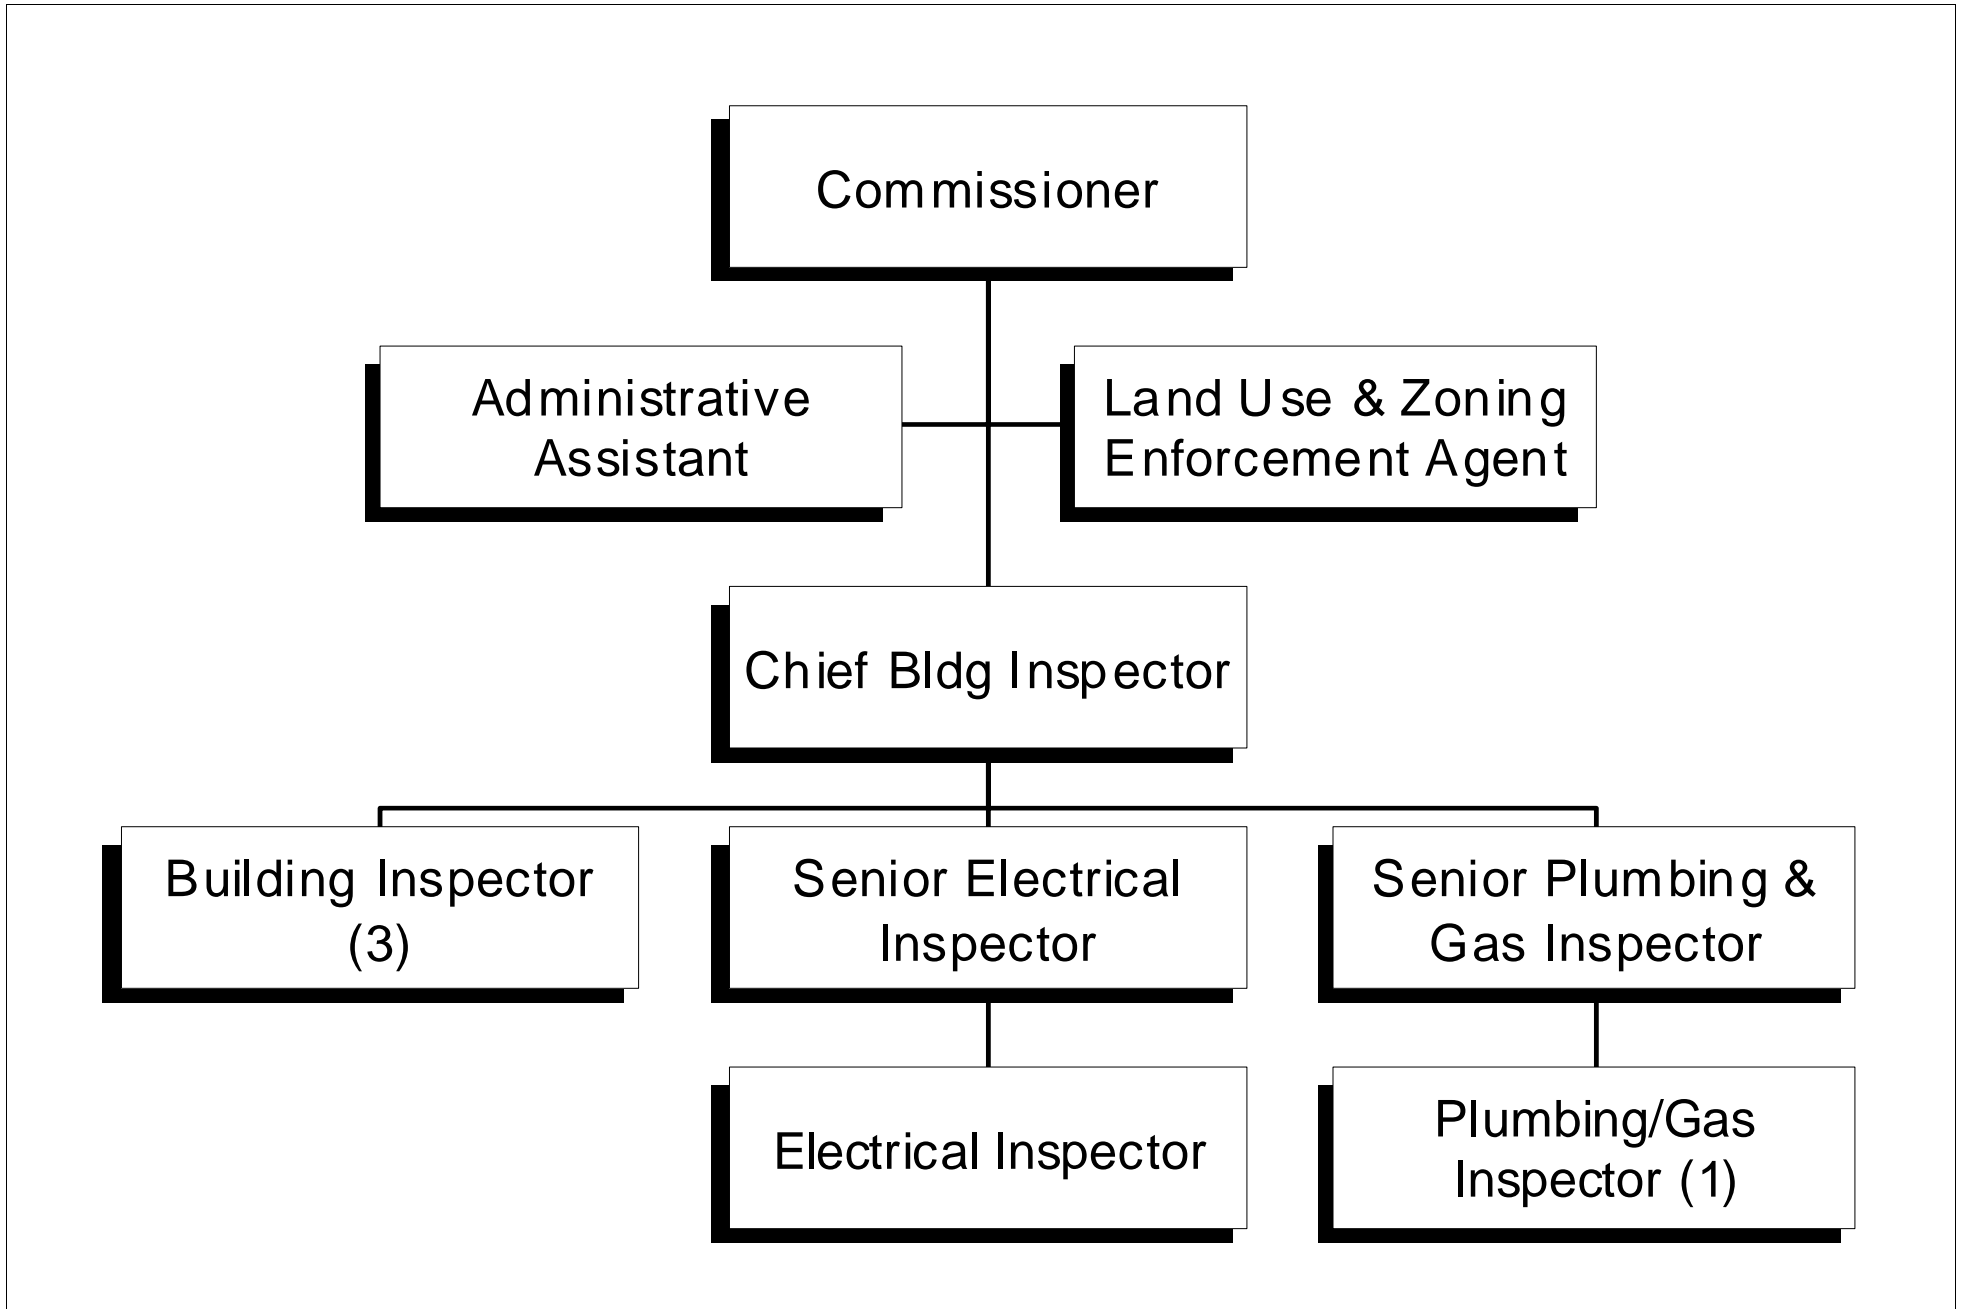 Commissioner
Administrative
Assistant
Land Use & Zoning
Enforcement Agent
Chief Bldg Inspector
Building Inspector
(3)
Senior Electrical
Inspector
Senior Plumbing &
Gas Inspector
Electrical Inspector
Plumbing/Gas
Inspector (1)